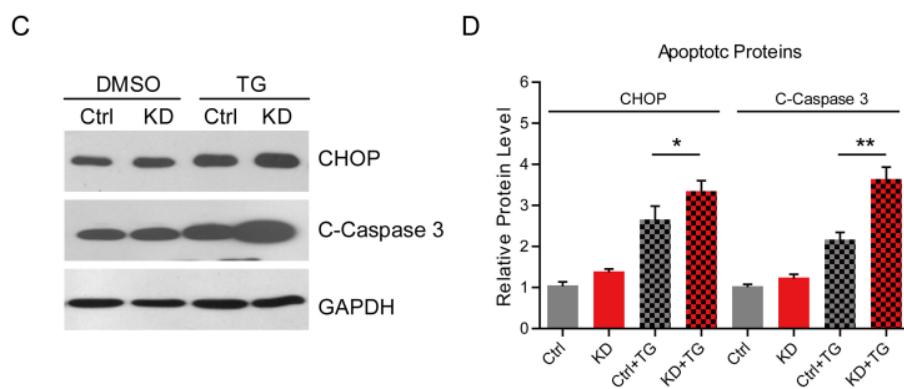 C
DMSO TG
Ctrl KD Ctrl KD
CHOP
C-Caspase 3
GAPDH
D
Apoptotc Proteins
CHOP C-Caspase 3
Relative Protein Level
6
5
4
3
2
1
0
* **
Ctrl KD Ctrl+TG KD+TG Ctrl KD Ctrl+TG KD+TG